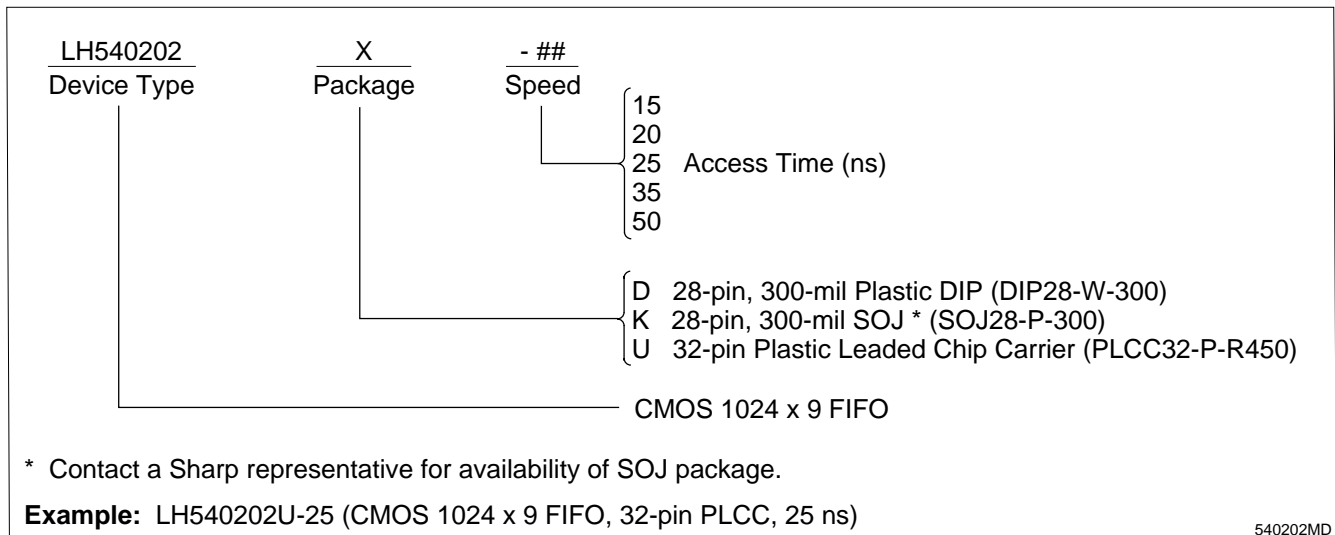 LH540202 X - ##
Device Type Package Speed
15
20
25 Access Time (ns)
35
50
D 28-pin, 300-mil Plastic DIP (DIP28-W-300)
K 28-pin, 300-mil SOJ * (SOJ28-P-300)
U 32-pin Plastic Leaded Chip Carrier (PLCC32-P-R450)
CMOS 1024 x 9 FIFO
* Contact a Sharp representative for availability of SOJ package.
Example: LH540202U-25 (CMOS 1024 x 9 FIFO, 32-pin PLCC, 25 ns)
540202MD